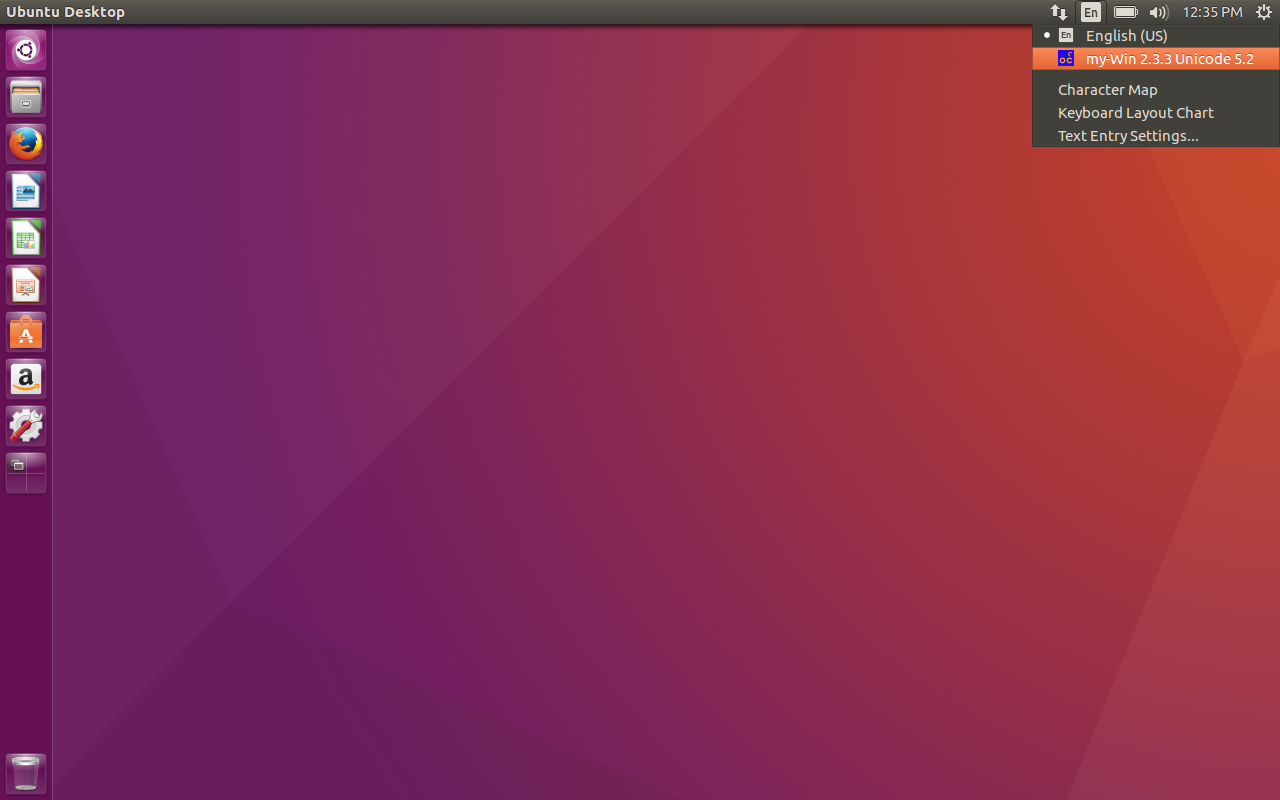 Ubuntu Desktop
En
12:35 PM
En English (US)
my-Win 2.3.3 Unicode 5.2
Character Map
Keyboard Layout Chart
Text Entry Settings...